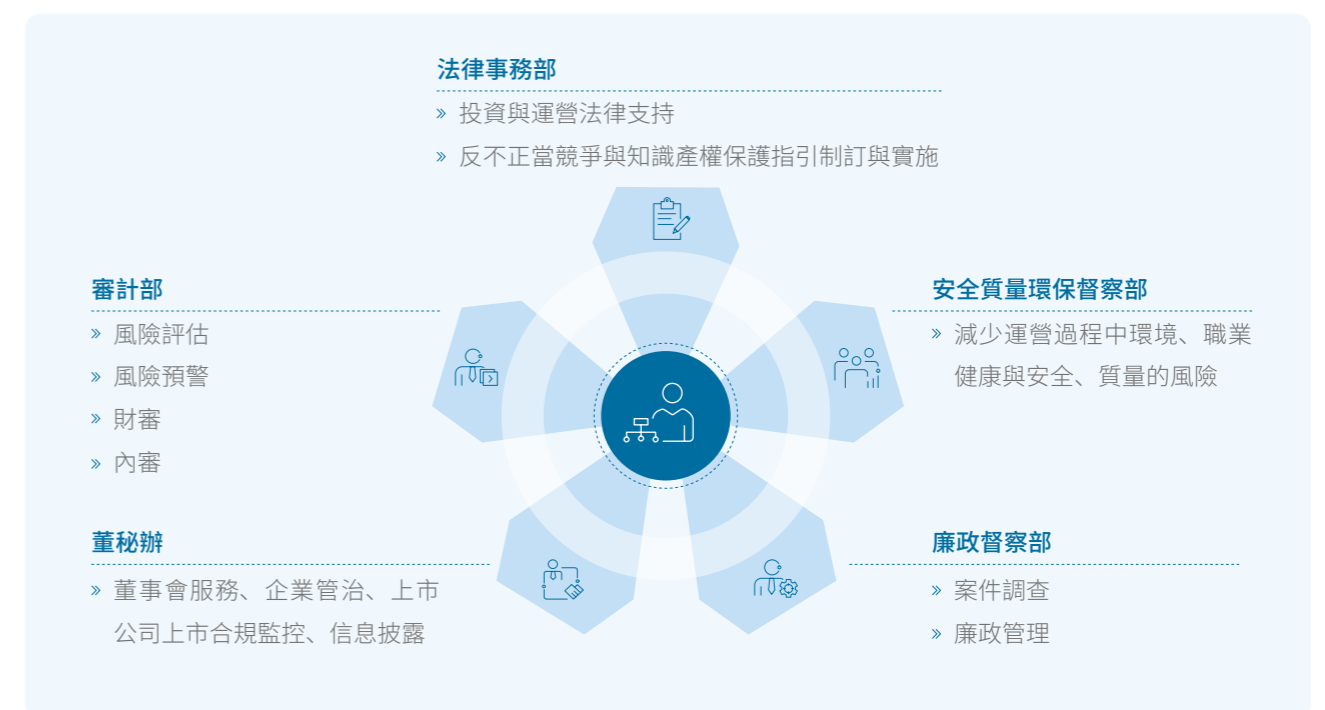 法律事務部
» 投資與運營法律支持
» 反不正當競爭與知識產權保護指引制訂與實施
審計部
» 風險評估
» 風險預警
» 財審
» 內審
安全質量環保督察部
» 減少運營過程中環境、職業
健康與安全、質量的風險
董秘辦
» 董事會服務、企業管治、上市
公司上市合規監控、信息披露
廉政督察部
» 案件調查
» 廉政管理